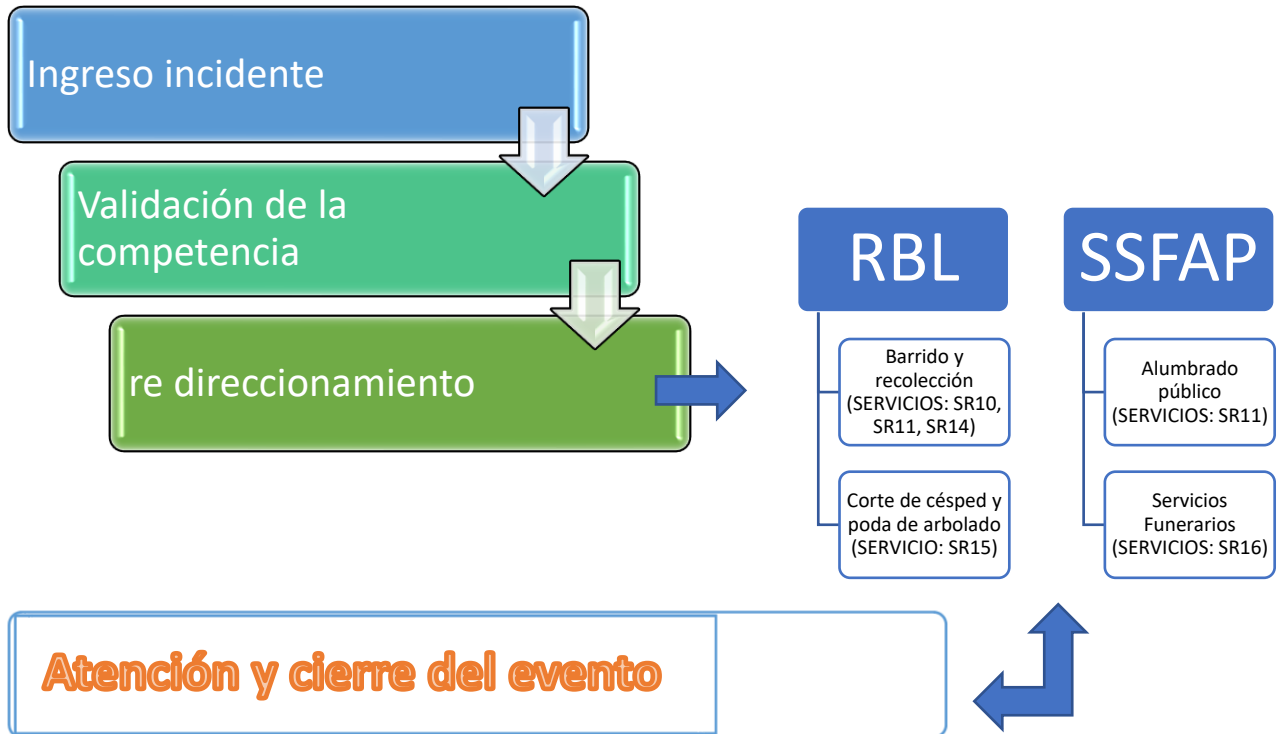 Ingreso incidente
Validación de la
competencia
re direccionamiento
RBL
Barrido y
recolección
(SERVICIOS: SR10,
SR11, SR14)
Corte de césped y
poda de arbolado
(SERVICIO: SR15)
SSFAP
Alumbrado
público
(SERVICIOS: SR11)
Servicios
Funerarios
(SERVICIOS: SR16)
Atención y cierre del evento